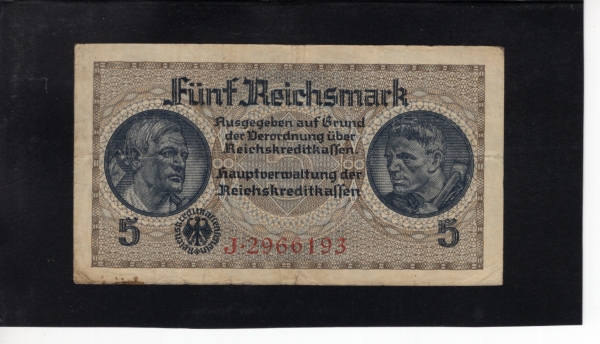 Fünf Reichsmark
Ausgegeben auf Grund
der Verordnung über
Reichskreditkassen.
Hauptverwaltung der
Reichskreditkassen
5
J·2966193
5